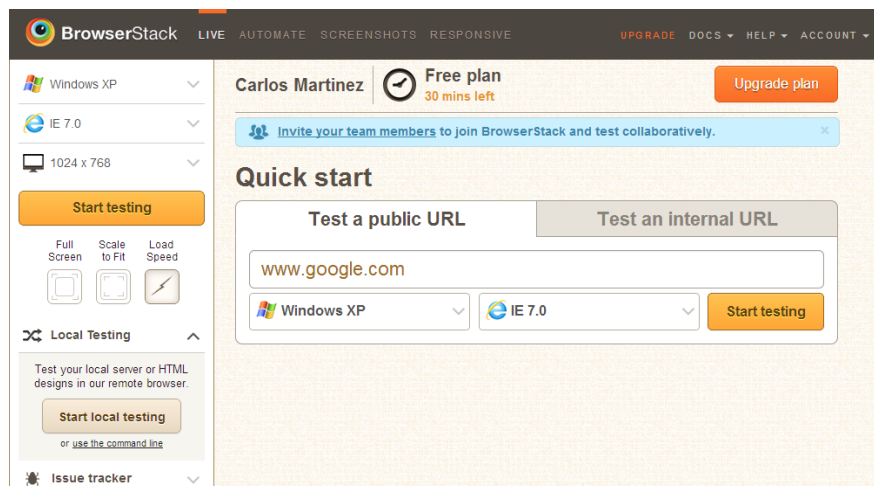 BrowserStack LIVE AUTOMATE SCREENSHOTS RESPONSIVE UPGRADE DOCS HELP ACCOUNT
Windows XP
IE 7.0
1024 x 768
Start testing
Full Screen
Scale to Fit
Load Speed
Local Testing
Test your local server or HTML
designs in our remote browser.
Start local testing
or use the command line
Issue tracker
Carlos Martinez
Free plan
30 mins left
Upgrade plan
Invite your team members to join BrowserStack and test collaboratively. ×
Quick start
Test a public URL
Test an internal URL
www.google.com
Windows XP
IE 7.0
Start testing